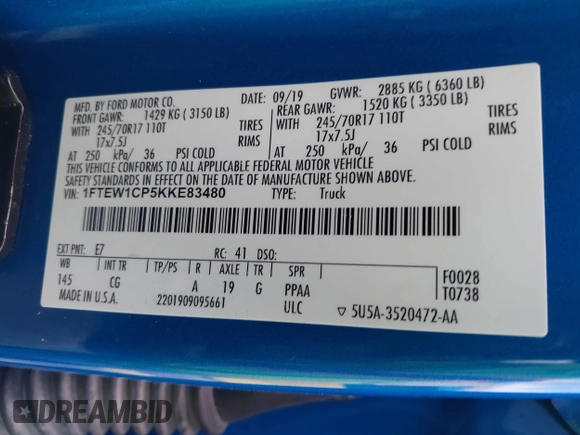 MFD. BY FORD MOTOR CO. DATE: 09/19 GVWR: 2885 KG ( 6360 LB)
FRONT GAWR: 1429 KG ( 3150 LB) REAR GAWR: 1520 KG ( 3350 LB)
WITH 245/70R17 110T TIRES WITH 245/70R17 110T TIRES
17x7.5J RIMS 17x7.5J RIMS
AT 250 kPa/ 36 PSI COLD AT 250 kPa/ 36 PSI COLD
THIS VEHICLE CONFORMS TO ALL APPLICABLE FEDERAL MOTOR VEHICLE
SAFETY STANDARDS IN EFFECT ON THE DATE OF MANUFACTURE SHOWN ABOVE.
VIN: 1FTEW1CP5KKE83480 TYPE: Truck
EXT PNT: E7 RC: 41 DSO:
WB INT TR TP/PS R AXLE TR SPR F0028
145 CG A 19 G PPAA T0738
MADE IN U.S.A. 2201909095661 ULC ▽ 5U5A-3520472-AA
DREAMBID